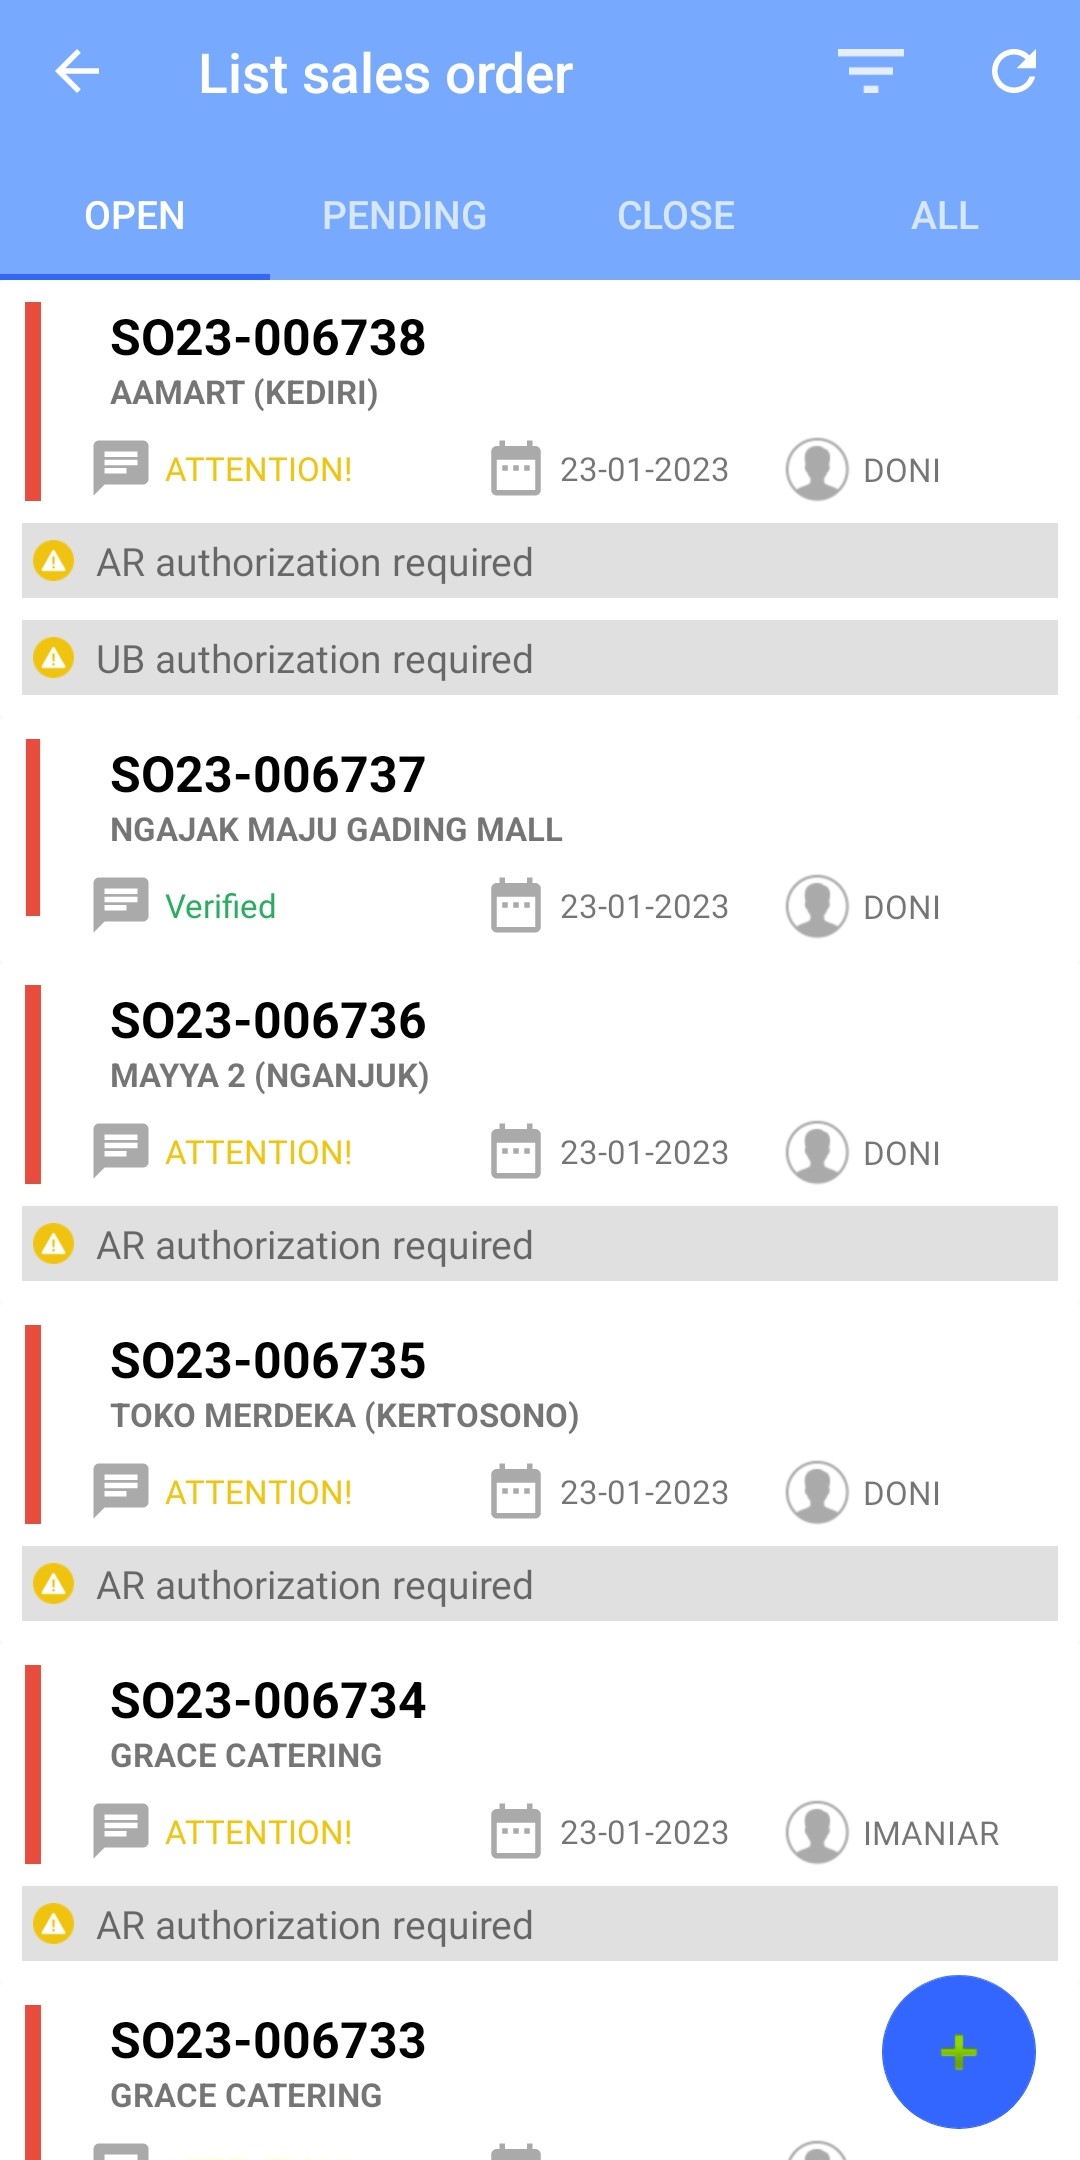 List sales order
OPEN PENDING CLOSE ALL
SO23-006738
AAMART (KEDIRI)
ATTENTION! 23-01-2023 DONI
AR authorization required
UB authorization required
SO23-006737
NGAJAK MAJU GADING MALL
Verified 23-01-2023 DONI
SO23-006736
MAYYA 2 (NGANJUK)
ATTENTION! 23-01-2023 DONI
AR authorization required
SO23-006735
TOKO MERDEKA (KERTOSONO)
ATTENTION! 23-01-2023 DONI
AR authorization required
SO23-006734
GRACE CATERING
ATTENTION! 23-01-2023 IMANIAR
AR authorization required
SO23-006733
GRACE CATERING